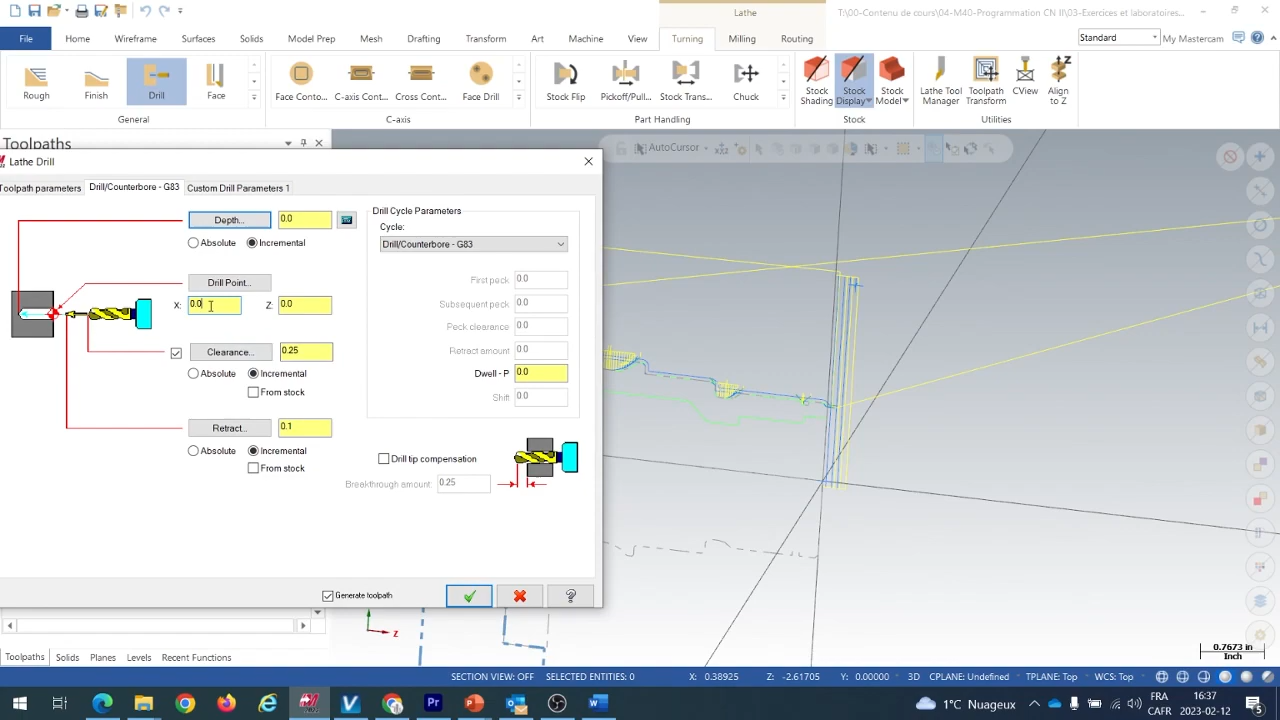 Lathe
T:\00-Contenu de cours\04-M40-Programmation CN II\03-Exercices et laboratoires...
File
Home
Wireframe
Surfaces
Solids
Model Prep
Mesh
Drafting
Transform
Art
Machine
View
Turning
Milling
Routing
Standard
My Mastercam
Rough
Finish
Drill
Face
Face Conto...
C-axis Cont...
Cross Cont...
Face Drill
Stock Flip
Pickoff/Pull...
Stock Trans...
Chuck
Stock Shading
Stock Display
Stock Model
Lathe Tool Manager
Toolpath Transform
CView
Align to Z
General
C-axis
Part Handling
Stock
Utilities
Toolpaths
AutoCursor
Lathe Drill
Toolpath parameters
Drill/Counterbore - G83
Custom Drill Parameters 1
Depth...
0.0
Absolute
Incremental
Drill Point...
X:
0.0
Z:
0.0
Clearance...
0.25
Absolute
Incremental
From stock
Retract...
0.1
Absolute
Incremental
From stock
Drill Cycle Parameters
Cycle:
Drill/Counterbore - G83
First peck
0.0
Subsequent peck
0.0
Peck clearance
0.0
Retract amount
0.0
Dwell - P
0.0
Shift
0.0
Drill tip compensation
Breakthrough amount:
0.25
Generate toolpath
Z
0.7673 in
Inch
Toolpaths
Solids
Planes
Levels
Recent Functions
SECTION VIEW: OFF
SELECTED ENTITIES: 0
X: 0.38925
Z: -2.61705
Y: 0.00000
3D
CPLANE: Undefined
TPLANE: Top
WCS: Top
1°C Nuageux
FRA
CAFR
16:37
2023-02-12
5